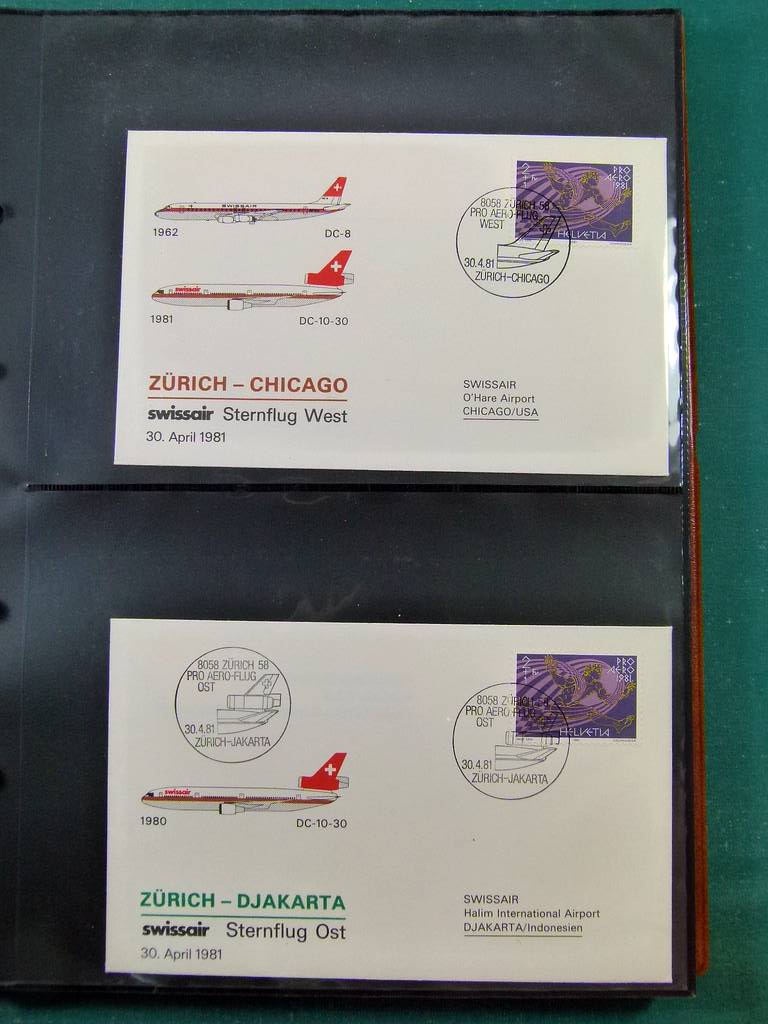 SWISSAIR
1962 DC-8
swissair
1981 DC-10-30
ZÜRICH – CHICAGO
swissair Sternflug West
30. April 1981
8058 ZÜRICH 58
PRO AERO-FLUG
WEST
30.4.81
ZÜRICH-CHICAGO
2
PRO
AERO
1981
HELVETIA
SWISSAIR
O'Hare Airport
CHICAGO/USA
8058 ZÜRICH 58
PRO AERO-FLUG
OST
30.4.81
ZÜRICH-JAKARTA
swissair
1980 DC-10-30
ZÜRICH – DJAKARTA
swissair Sternflug Ost
30. April 1981
8058 ZÜRICH 58
PRO AERO-FLUG
OST
30.4.81
ZÜRICH-JAKARTA
2
PRO
AERO
1981
HELVETIA
SWISSAIR
Halim International Airport
DJAKARTA/Indonesien